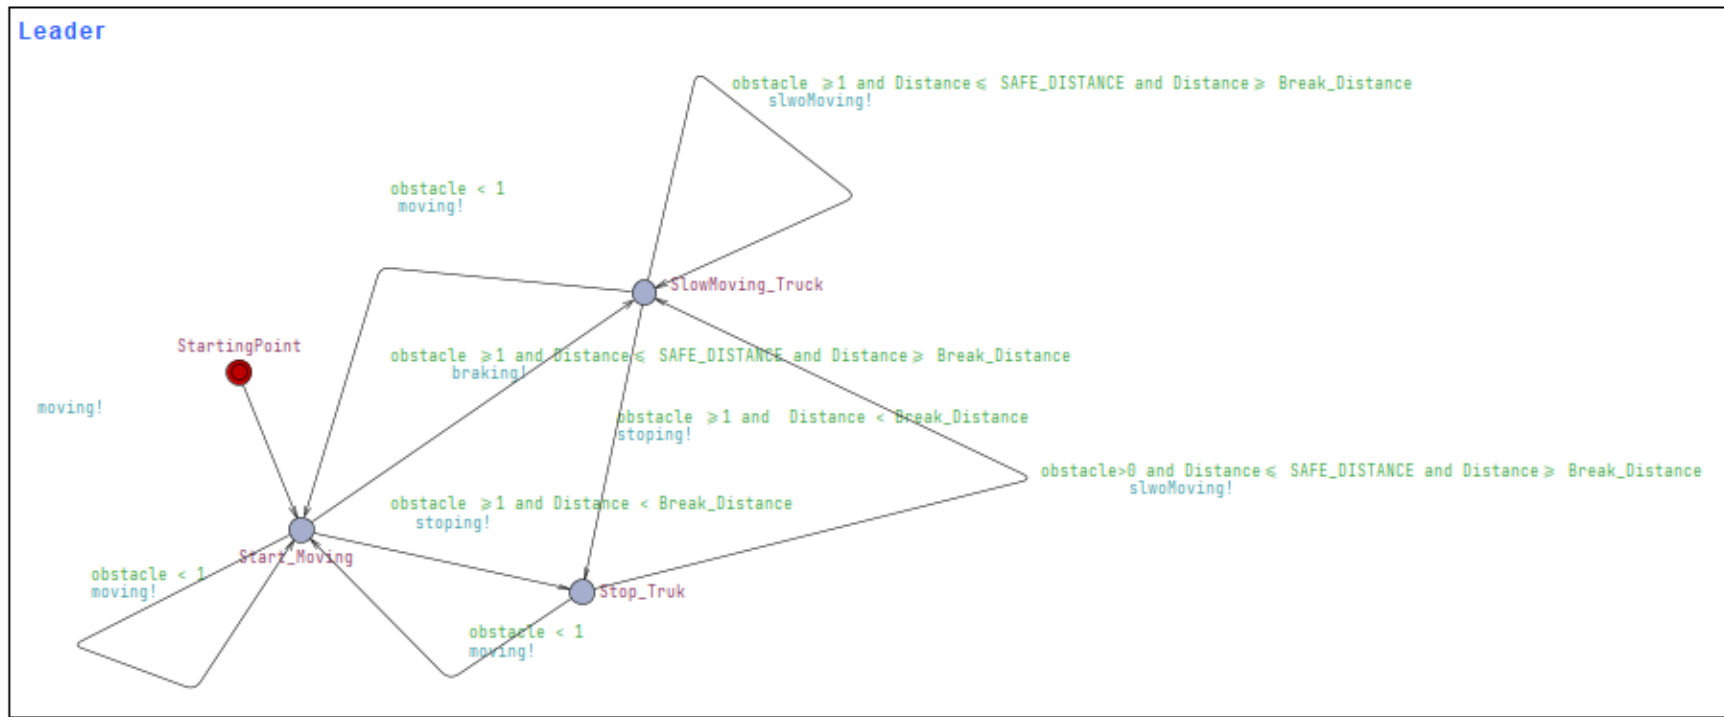 Leader
obstacle ≥1 and Distance≤ SAFE_DISTANCE and Distance≥ Break_Distance
slwoMoving!
obstacle < 1
moving!
SlowMoving_Truck
StartingPoint
obstacle ≥1 and Distance≤ SAFE_DISTANCE and Distance≥ Break_Distance
braking!
moving!
obstacle ≥1 and Distance < Break_Distance
stoping!
obstacle>0 and Distance≤ SAFE_DISTANCE and Distance≥ Break_Distance
slwoMoving!
obstacle ≥1 and Distance < Break_Distance
stoping!
Start_Moving
obstacle < 1
moving!
Stop_Truk
obstacle < 1
moving!